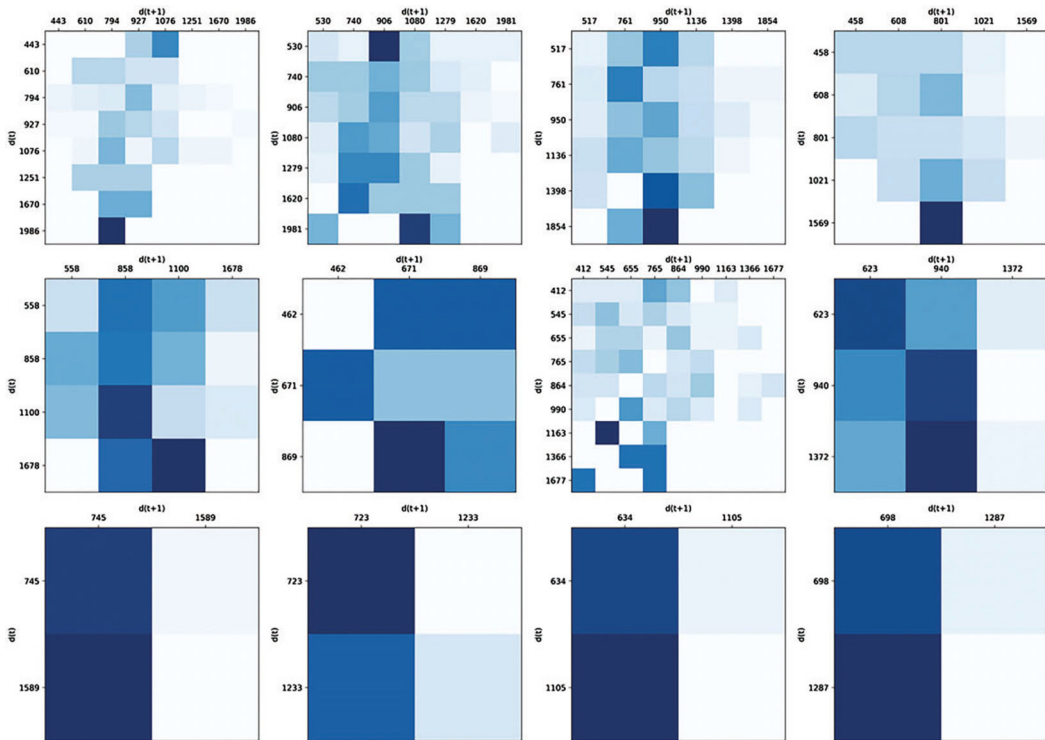 d(t+1)
443 610 794 927 1076 1251 1670 1986
d(t)
443
610
794
927
1076
1251
1670
1986
d(t+1)
530 740 906 1080 1279 1620 1981
d(t)
530
740
906
1080
1279
1620
1981
d(t+1)
517 761 950 1136 1398 1854
d(t)
517
761
950
1136
1398
1854
d(t+1)
458 608 801 1021 1569
d(t)
458
608
801
1021
1569
d(t+1)
558 858 1100 1678
d(t)
558
858
1100
1678
d(t+1)
462 671 869
d(t)
462
671
869
d(t+1)
412 545 655 765 864 990 1163 1366 1677
d(t)
412
545
655
765
864
990
1163
1366
1677
d(t+1)
623 940 1372
d(t)
623
940
1372
d(t+1)
745 1589
d(t)
745
1589
d(t+1)
723 1233
d(t)
723
1233
d(t+1)
634 1105
d(t)
634
1105
d(t+1)
698 1287
d(t)
698
1287